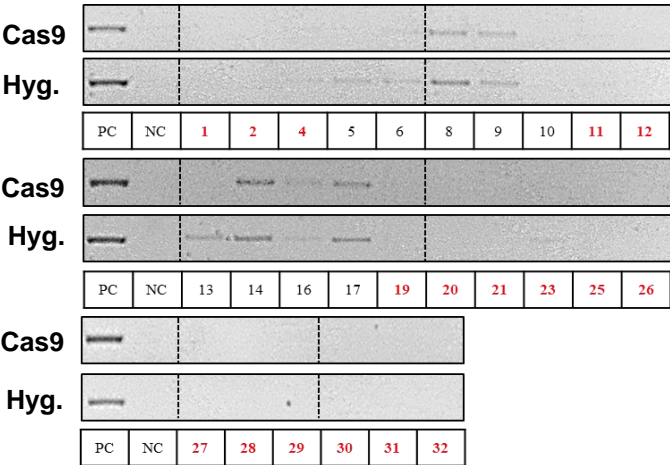 Cas9
Hyg.
PC NC 1 2 4 5 6 8 9 10 11 12
Cas9
Hyg.
PC NC 13 14 16 17 19 20 21 23 25 26
Cas9
Hyg.
PC NC 27 28 29 30 31 32